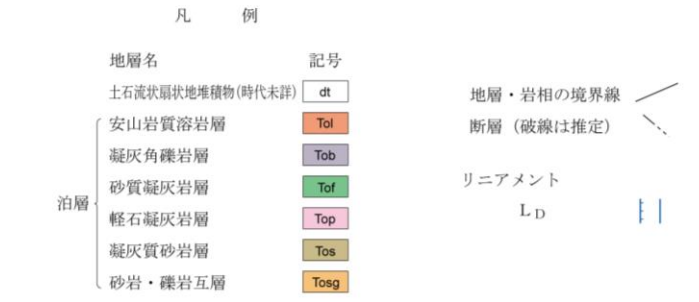 凡 例
地層名 記号
土石流状扇状地堆積物(時代未詳) dt
安山岩質溶岩層 Tol
凝灰角礫岩層 Tob
砂質凝灰岩層 Tof
泊層
軽石凝灰岩層 Top
凝灰質砂岩層 Tos
砂岩・礫岩互層 Tosg
地層・岩相の境界線
断層(破線は推定)
リニアメント
LD